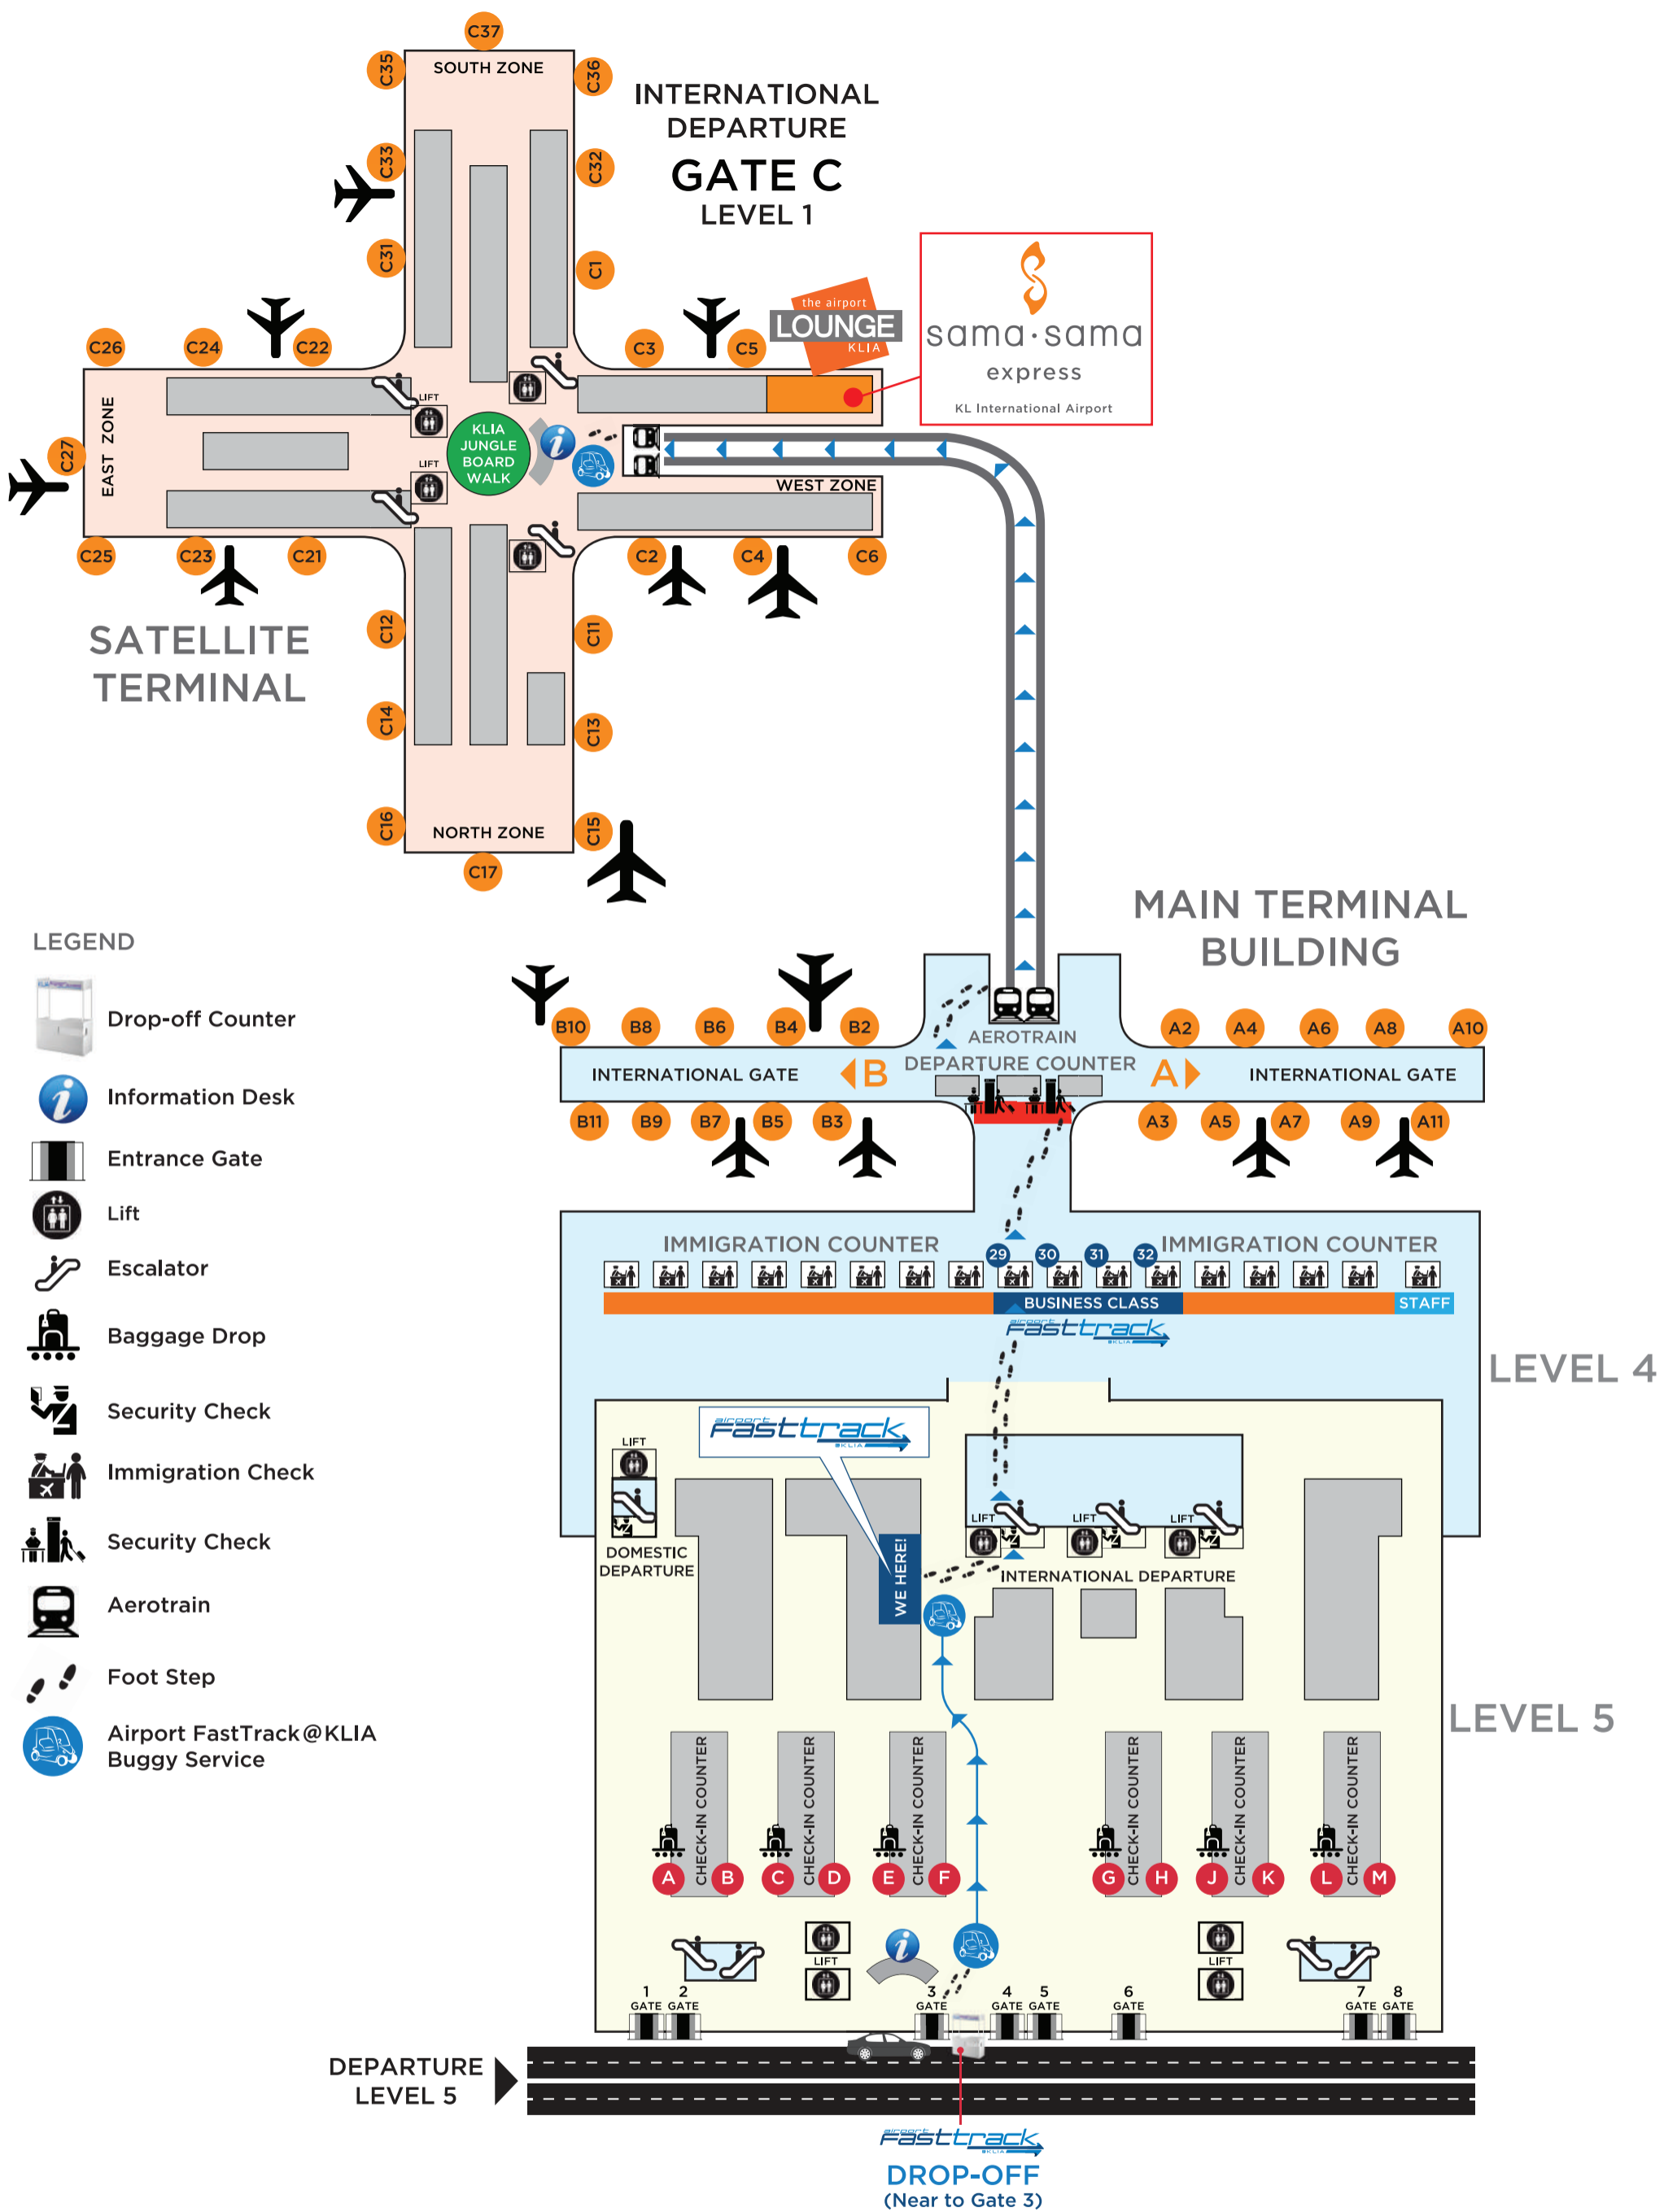 C37
SOUTH ZONE
C35
C36
C33
C32
C31
C1
INTERNATIONAL
DEPARTURE
GATE C
LEVEL 1
the airport
LOUNGE
KLIA
sama·sama
express
KL International Airport
C26
C24
C22
C3
C5
EAST ZONE
C27
LIFT
LIFT
KLIA
JUNGLE
BOARD
WALK
i
WEST ZONE
C25
C23
C21
C2
C4
C6
SATELLITE
TERMINAL
C12
C11
C14
C13
C16
C15
NORTH ZONE
C17
MAIN TERMINAL
BUILDING
LEGEND
Drop-off Counter
i
Information Desk
Entrance Gate
Lift
Escalator
Baggage Drop
Security Check
Immigration Check
Security Check
Aerotrain
Foot Step
Airport FastTrack@KLIA
Buggy Service
B10
B8
B6
B4
B2
AEROTRAIN
A2
A4
A6
A8
A10
INTERNATIONAL GATE
B
DEPARTURE COUNTER
A
INTERNATIONAL GATE
B11
B9
B7
B5
B3
A3
A5
A7
A9
A11
IMMIGRATION COUNTER
29
30
31
32
IMMIGRATION COUNTER
BUSINESS CLASS
STAFF
airport
Fasttrack
@KLIA
LEVEL 4
airport
Fasttrack
@KLIA
LIFT
DOMESTIC
DEPARTURE
LIFT
LIFT
LIFT
WE HERE!
INTERNATIONAL DEPARTURE
LEVEL 5
CHECK-IN COUNTER
CHECK-IN COUNTER
CHECK-IN COUNTER
CHECK-IN COUNTER
CHECK-IN COUNTER
CHECK-IN COUNTER
A
B
C
D
E
F
G
H
J
K
L
M
LIFT
i
LIFT
1
GATE
2
GATE
3
GATE
4
GATE
5
GATE
6
GATE
7
GATE
8
GATE
DEPARTURE
LEVEL 5
airport
Fasttrack
@KLIA
DROP-OFF
(Near to Gate 3)